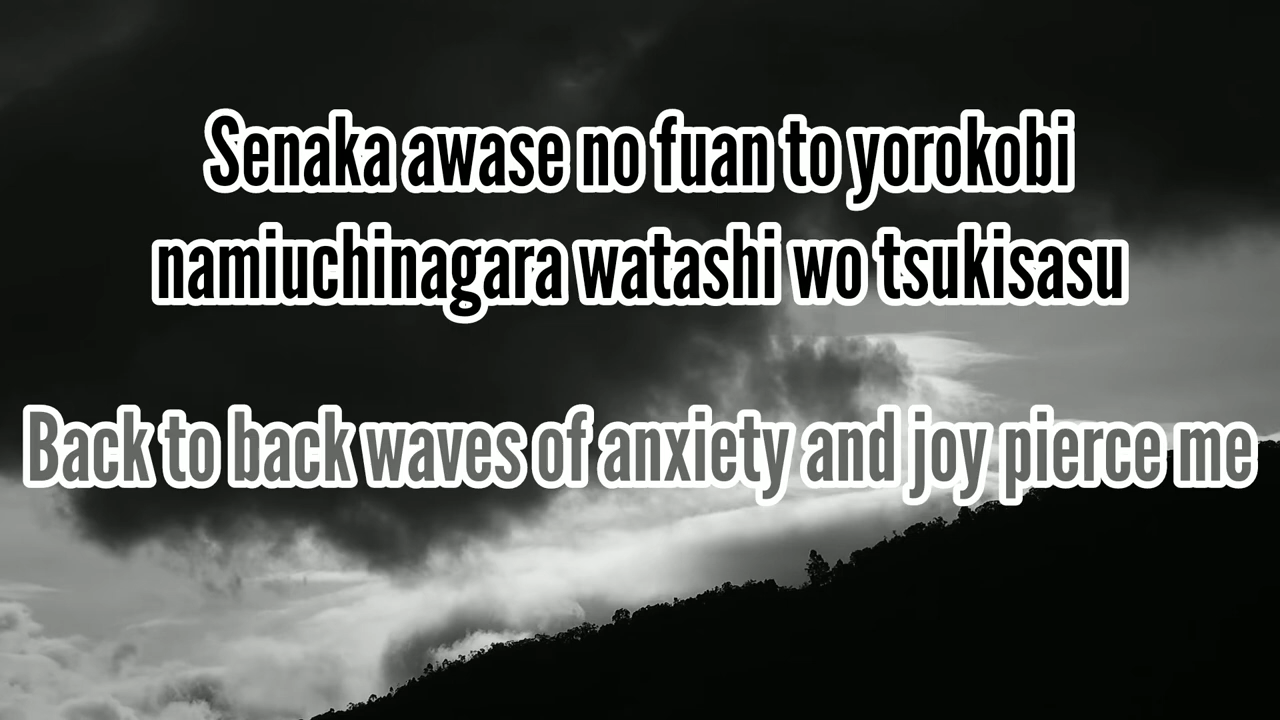 Senaka awase no fuan to yorokobi
namiuchinagara watashi wo tsukisasu
Back to back waves of anxiety and joy pierce me